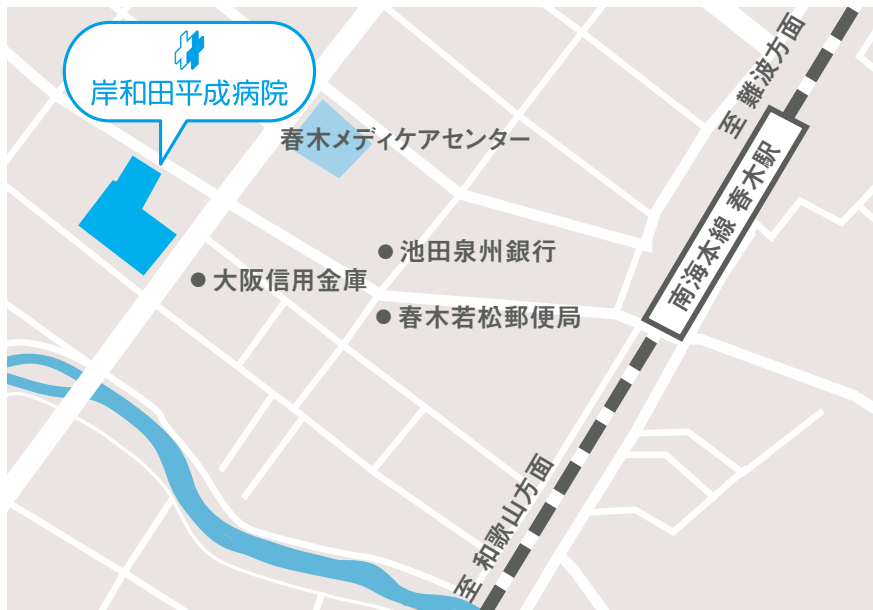 岸和田平成病院
春木メディケアセンター
至 難波方面
南海本線 春木駅
池田泉州銀行
大阪信用金庫
春木若松郵便局
至 和歌山方面